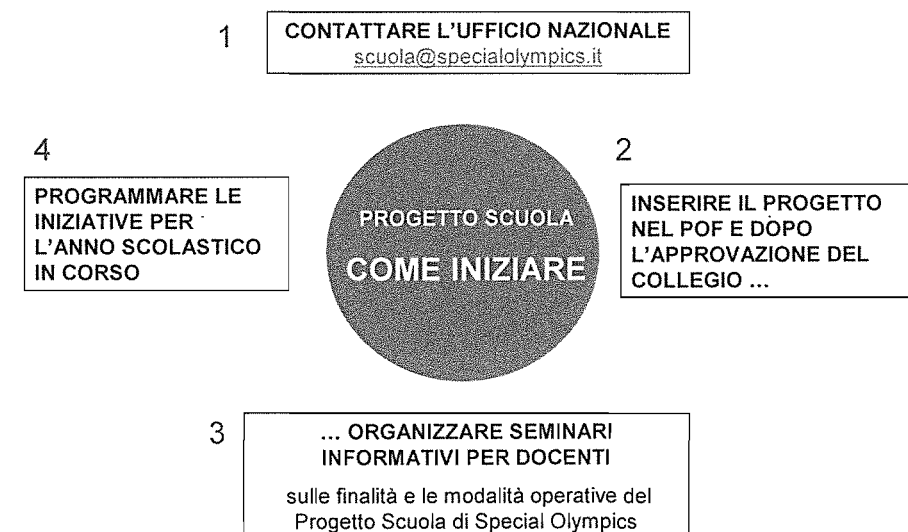 1
CONTATTARE L'UFFICIO NAZIONALE
scuola@specialolympics.it
4
2
PROGRAMMARE LE
INIZIATIVE PER
L'ANNO SCOLASTICO
IN CORSO
PROGETTO SCUOLA
COME INIZIARE
INSERIRE IL PROGETTO
NEL POF E DOPO
L'APPROVAZIONE DEL
COLLEGIO ...
3
... ORGANIZZARE SEMINARI
INFORMATIVI PER DOCENTI
sulle finalità e le modalità operative del
Progetto Scuola di Special Olympics